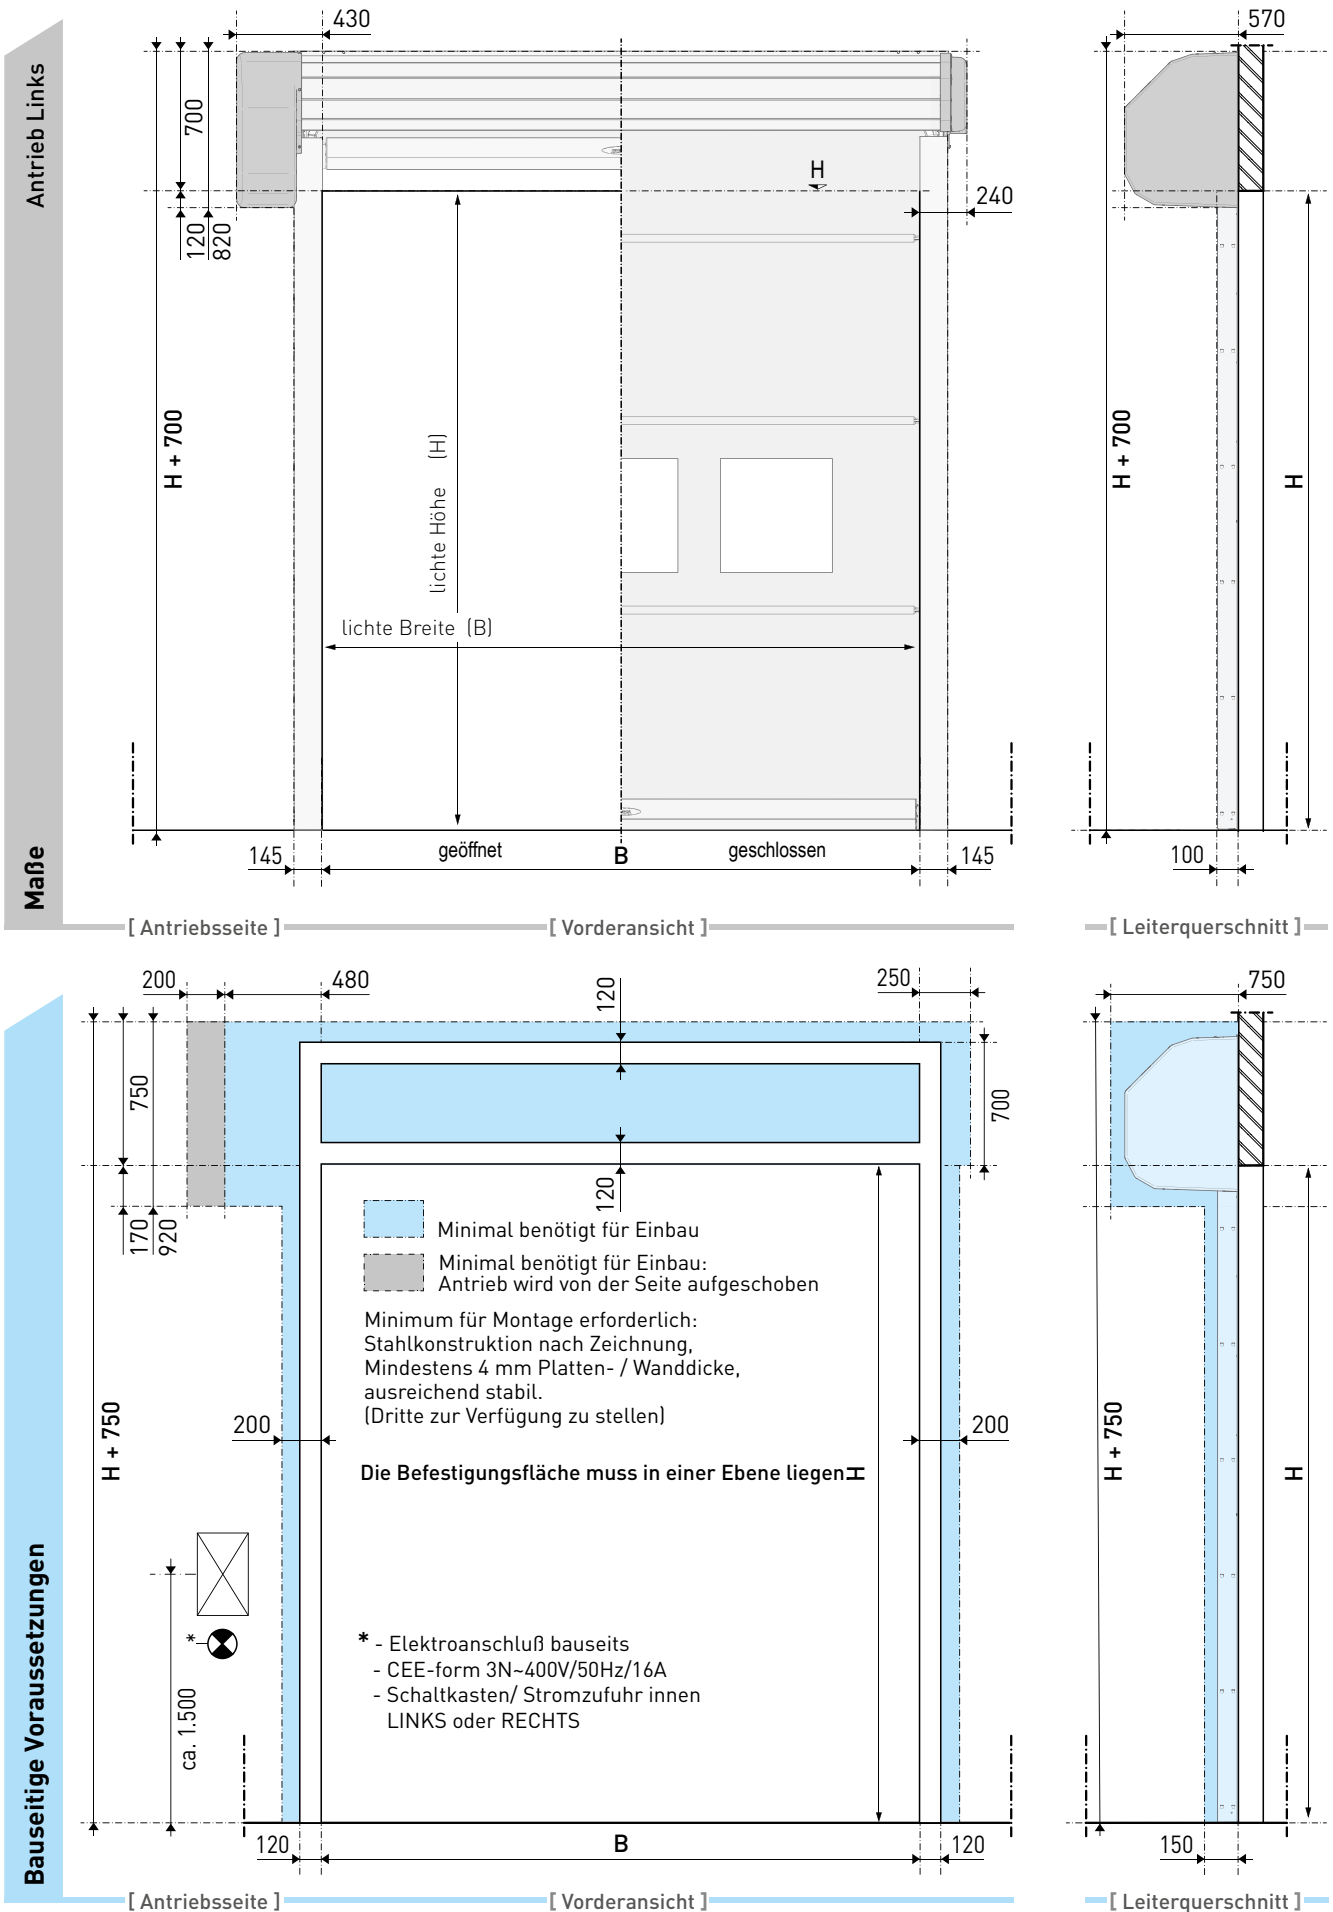 Antrieb Links
Maße
430
570
700
H
240
120
820
H + 700
lichte Höhe (H)
lichte Breite (B)
H + 700
H
145
geöffnet
B
geschlossen
145
100
[ Antriebsseite ]
[ Vorderansicht ]
[ Leiterquerschnitt ]
Bauseitige Voraussetzungen
200
480
120
250
750
750
700
170
920
120
Minimal benötigt für Einbau
Minimal benötigt für Einbau:
Antrieb wird von der Seite aufgeschoben
Minimum für Montage erforderlich:
Stahlkonstruktion nach Zeichnung,
Mindestens 4 mm Platten- / Wanddicke,
ausreichend stabil.
(Dritte zur Verfügung zu stellen)
200
200
H + 750
Die Befestigungsfläche muss in einer Ebene liegen
H
H + 750
H
*
ca. 1.500
* - Elektroanschluß bauseits
- CEE-form 3N~400V/50Hz/16A
- Schaltkasten/ Stromzufuhr innen
LINKS oder RECHTS
120
B
120
150
[ Antriebsseite ]
[ Vorderansicht ]
[ Leiterquerschnitt ]